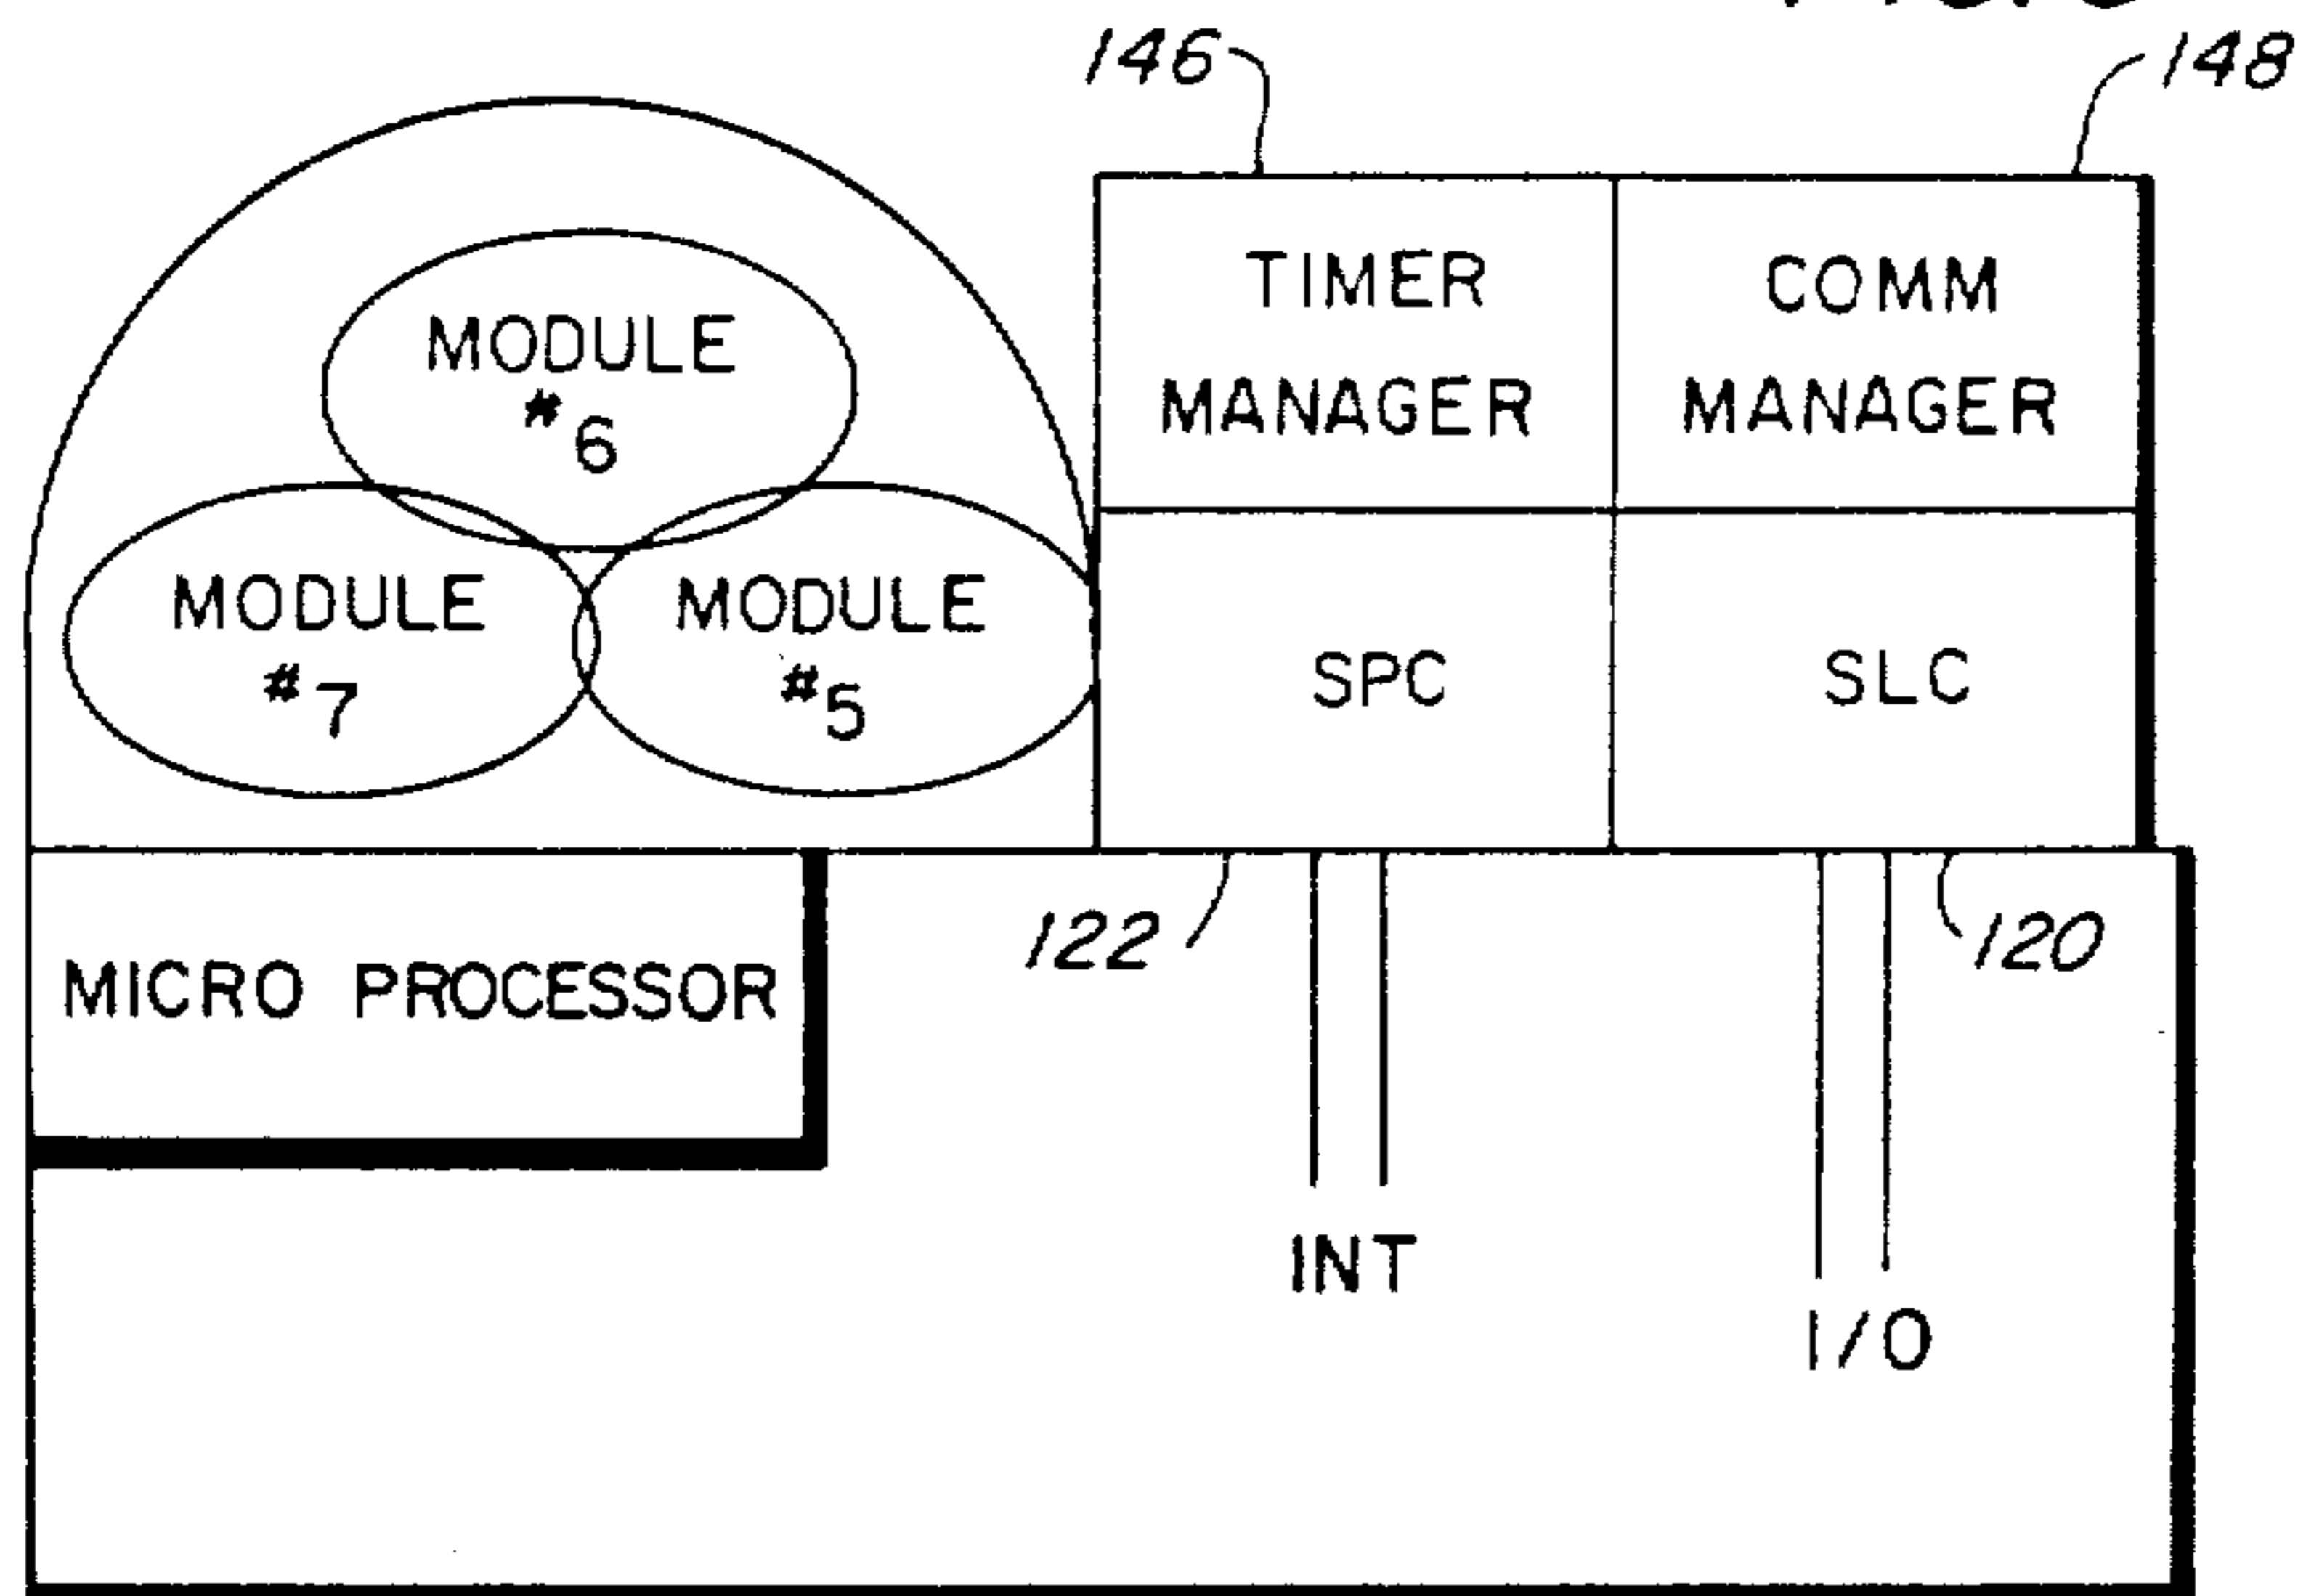 146
148
TIMER
MANAGER
COMM
MANAGER
MODULE
#6
MODULE
#7
MODULE
#5
SPC
SLC
122
120
MICRO PROCESSOR
INT
I/O